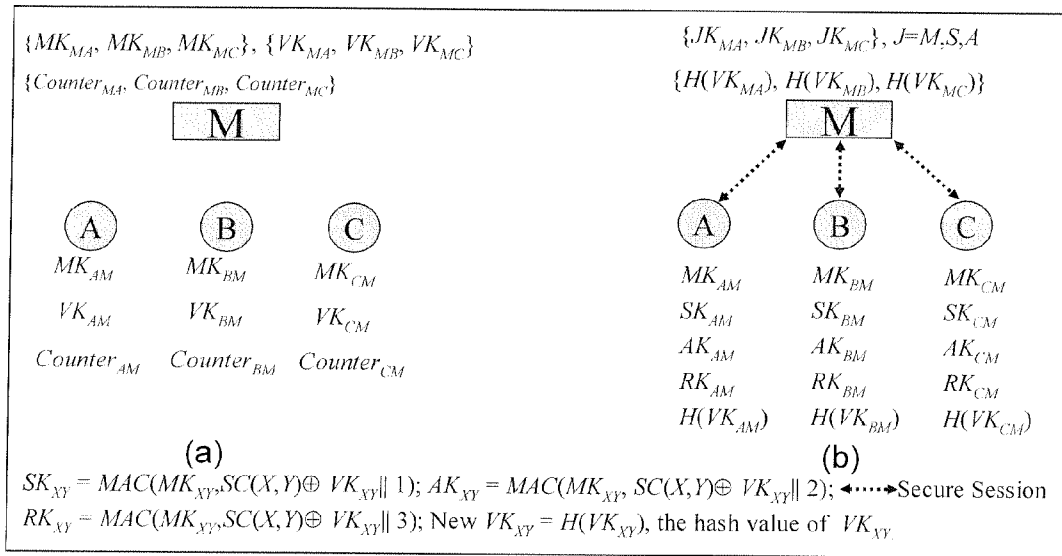 {MK_MA, MK_MB, MK_MC}, {VK_MA, VK_MB, VK_MC}
{Counter_MA, Counter_MB, Counter_MC}
M
A B C
MK_AM MK_BM MK_CM
VK_AM VK_BM VK_CM
Counter_AM Counter_BM Counter_CM
(a)
{JK_MA, JK_MB, JK_MC}, J=M,S,A
{H(VK_MA), H(VK_MB), H(VK_MC)}
M
A B C
MK_AM MK_BM MK_CM
SK_AM SK_BM SK_CM
AK_AM AK_BM AK_CM
RK_AM RK_BM RK_CM
H(VK_AM) H(VK_BM) H(VK_CM)
(b)
SK_XY = MAC(MK_XY,SC(X,Y)⊕ VK_XY|| 1); AK_XY = MAC(MK_XY, SC(X,Y)⊕ VK_XY|| 2); Secure Session
RK_XY = MAC(MK_XY,SC(X,Y)⊕ VK_XY|| 3); New VK_XY = H(VK_XY), the hash value of VK_XY.